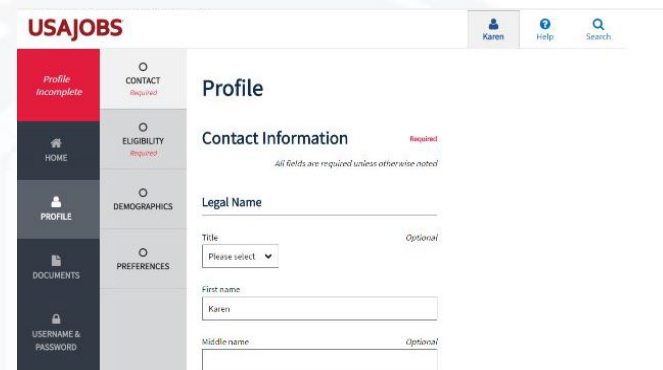 USAJOBS
Karen
Help
Search
Profile
Incomplete
HOME
PROFILE
DOCUMENTS
USERNAME &
PASSWORD
CONTACT
Required
ELIGIBILITY
Required
DEMOGRAPHICS
PREFERENCES
Profile
Contact Information Required
All fields are required unless otherwise noted
Legal Name
Title Optional
Please select
First name
Karen
Middle name Optional